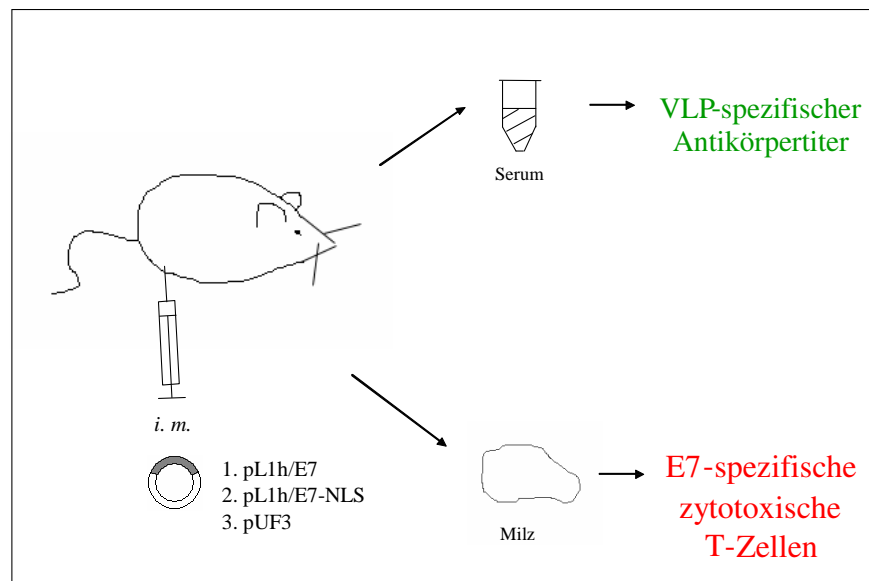 VLP-spezifischer
Antikörpertiter
Serum
i. m.
1. pL1h/E7
2. pL1h/E7-NLS
3. pUF3
Milz
E7-spezifische
zytotoxische
T-Zellen